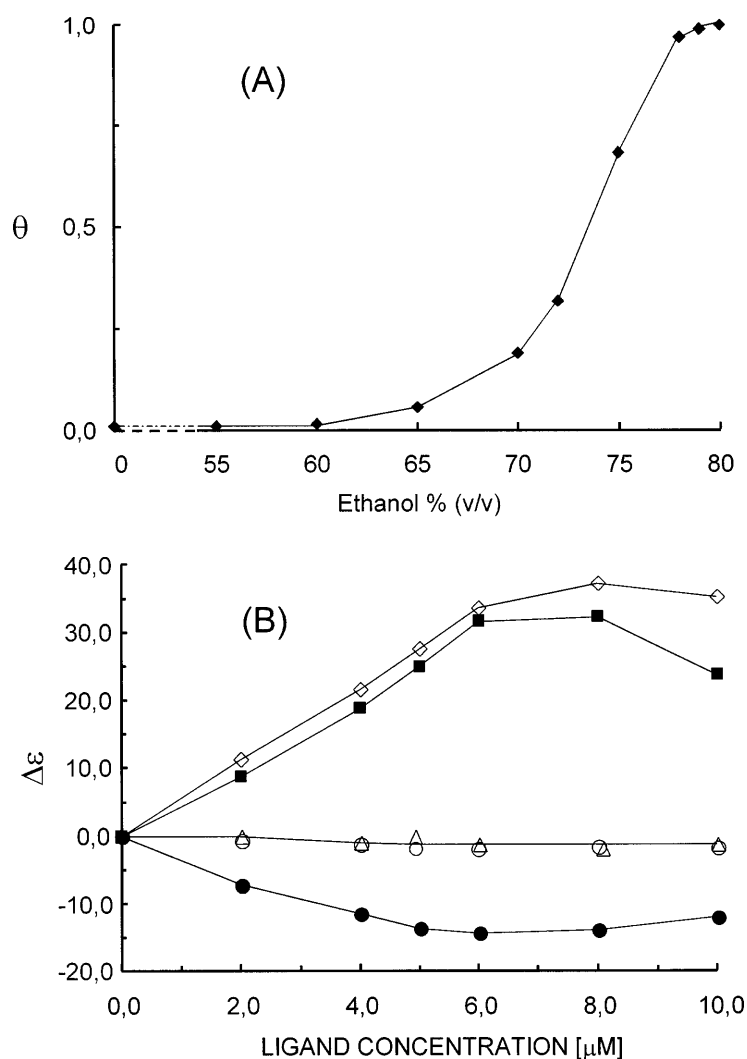 1,0
(A)
θ
0,5
0,0
0 55 60 65 70 75 80
Ethanol % (v/v)
40,0
(B)
30,0
20,0
Δε
10,0
0,0
-10,0
-20,0
0,0 2,0 4,0 6,0 8,0 10,0
LIGAND CONCENTRATION [μM]